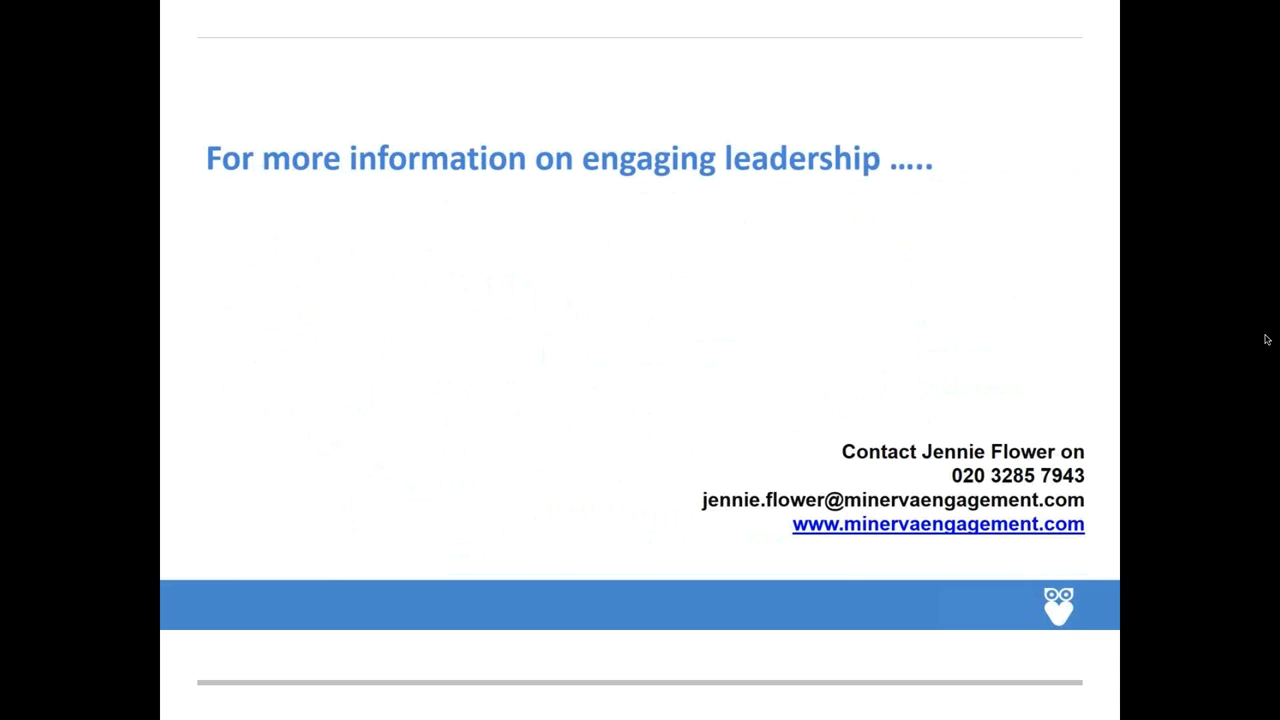 For more information on engaging leadership .....
Contact Jennie Flower on
020 3285 7943
jennie.flower@minervaengagement.com
www.minervaengagement.com